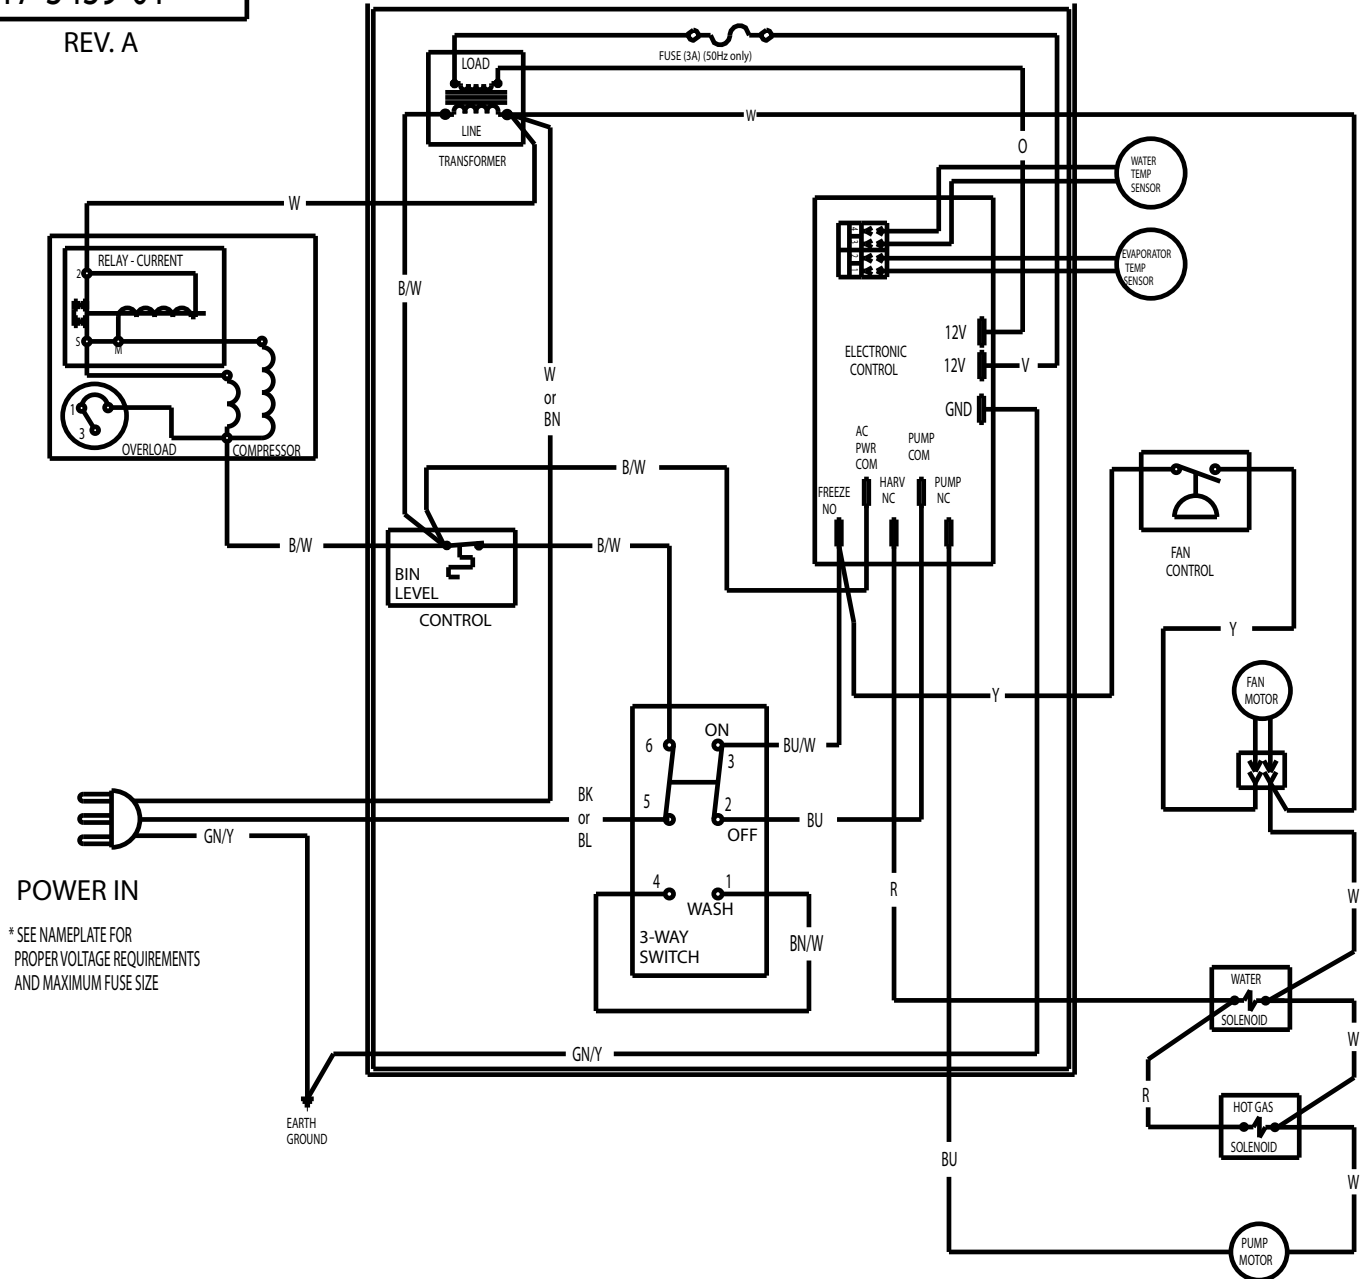 REV. A
FUSE (3A) (50Hz only)
LOAD
LINE
TRANSFORMER
W
O
WATER
TEMP
SENSOR
W
RELAY - CURRENT
2
S
M
1
3
OVERLOAD
COMPRESSOR
B/W
EVAPORATOR
TEMP
SENSOR
12V
12V
V
GND
ELECTRONIC
CONTROL
W
or
BN
AC
PWR
COM
PUMP
COM
FREEZE
NO
HARV
NC
PUMP
NC
B/W
B/W
B/W
BIN
LEVEL
CONTROL
FAN
CONTROL
Y
Y
FAN
MOTOR
6
ON
3
BU/W
5
2
OFF
BU
BK
or
BL
4
1
WASH
3-WAY
SWITCH
BN/W
R
GN/Y
POWER IN
* SEE NAMEPLATE FOR
PROPER VOLTAGE REQUIREMENTS
AND MAXIMUM FUSE SIZE
W
WATER
SOLENOID
W
GN/Y
EARTH
GROUND
R
HOT GAS
SOLENOID
BU
W
PUMP
MOTOR